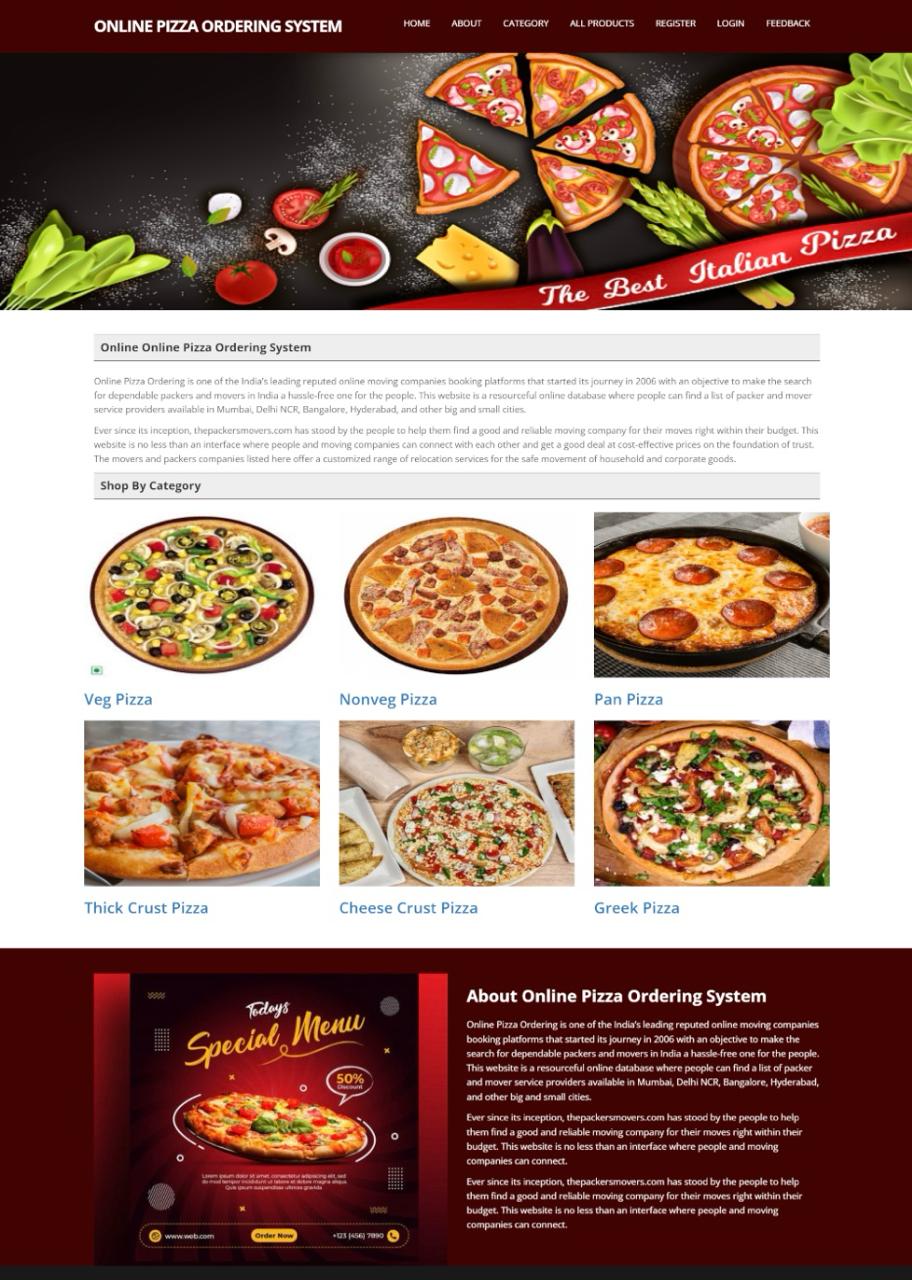 ONLINE PIZZA ORDERING SYSTEM
HOME ABOUT CATEGORY ALL PRODUCTS REGISTER LOGIN FEEDBACK
The Best Italian Pizza
Online Online Pizza Ordering System
Online Pizza Ordering is one of the India's leading reputed online moving companies booking platforms that started its journey in 2006 with an objective to make the search
for dependable packers and movers in India a hassle-free one for the people. This website is a resourceful online database where people can find a list of packer and mover
service providers available in Mumbai, Delhi NCR, Bangalore, Hyderabad, and other big and small cities.
Ever since its inception, thepackersmovers.com has stood by the people to help them find a good and reliable moving company for their moves right within their budget. This
website is no less than an interface where people and moving companies can connect with each other and get a good deal at cost-effective prices on the foundation of trust.
The movers and packers companies listed here offer a customized range of relocation services for the safe movement of household and corporate goods.
Shop By Category
Veg Pizza
Nonveg Pizza
Pan Pizza
Thick Crust Pizza
Cheese Crust Pizza
Greek Pizza
Todays
Special Menu
50%
Discount
Lorem ipsum dolor sit amet, consectetur adipiscing elit, sed
do mod tempor incididunt ut labore et dolore magna aliqua.
Quis ipsum suspendisse ultrices gravida
www.web.com
Order Now
+123 (456) 7890
About Online Pizza Ordering System
Online Pizza Ordering is one of the India's leading reputed online moving companies
booking platforms that started its journey in 2006 with an objective to make the
search for dependable packers and movers in India a hassle-free one for the people.
This website is a resourceful online database where people can find a list of packer
and mover service providers available in Mumbai, Delhi NCR, Bangalore, Hyderabad,
and other big and small cities.
Ever since its inception, thepackersmovers.com has stood by the people to help
them find a good and reliable moving company for their moves right within their
budget. This website is no less than an interface where people and moving
companies can connect.
Ever since its inception, thepackersmovers.com has stood by the people to help
them find a good and reliable moving company for their moves right within their
budget. This website is no less than an interface where people and moving
companies can connect.